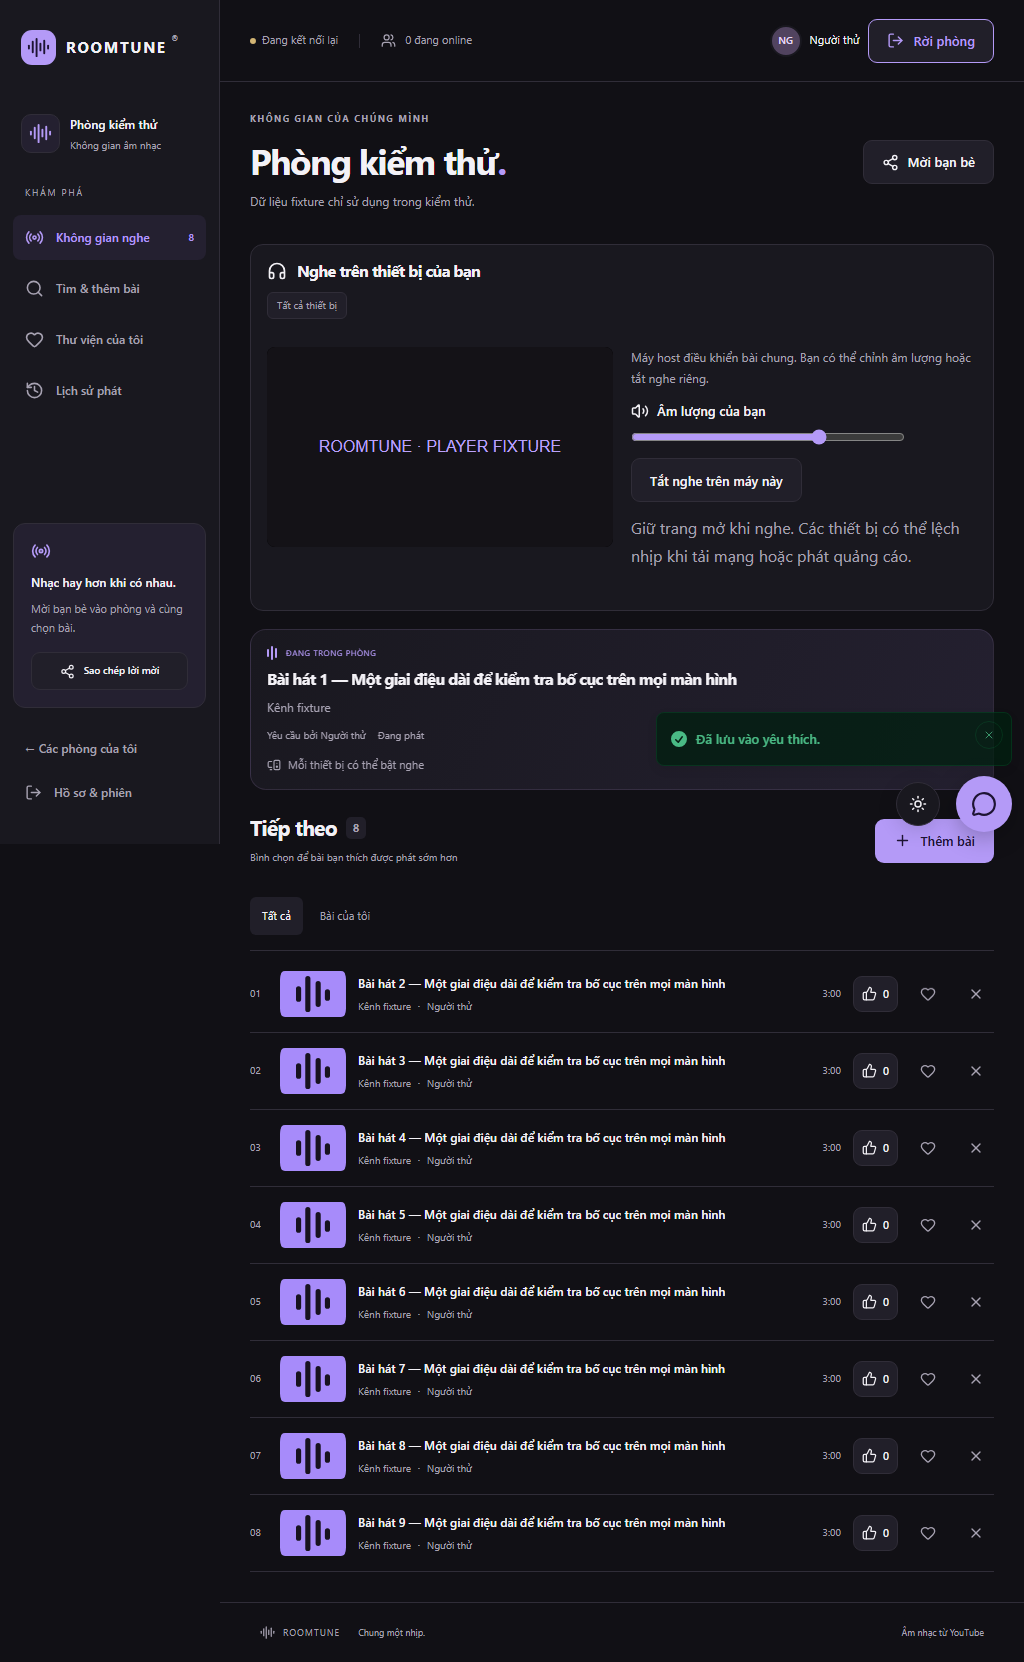 ROOMTUNE ®
Phòng kiểm thử
Không gian âm nhạc
KHÁM PHÁ
Không gian nghe 8
Tìm & thêm bài
Thư viện của tôi
Lịch sử phát
Nhạc hay hơn khi có nhau.
Mời bạn bè vào phòng và cùng
chọn bài.
Sao chép lời mời
← Các phòng của tôi
Hồ sơ & phiên
Đang kết nối lại
0 đang online
NG Người thử
Rời phòng
KHÔNG GIAN CỦA CHÚNG MÌNH
Phòng kiểm thử.
Dữ liệu fixture chỉ sử dụng trong kiểm thử.
Mời bạn bè
Nghe trên thiết bị của bạn
Tất cả thiết bị
ROOMTUNE · PLAYER FIXTURE
Máy host điều khiển bài chung. Bạn có thể chỉnh âm lượng hoặc
tắt nghe riêng.
Âm lượng của bạn
Tắt nghe trên máy này
Giữ trang mở khi nghe. Các thiết bị có thể lệch
nhịp khi tải mạng hoặc phát quảng cáo.
ĐANG TRONG PHÒNG
Bài hát 1 — Một giai điệu dài để kiểm tra bố cục trên mọi màn hình
Kênh fixture
Yêu cầu bởi Người thử Đang phát
Mỗi thiết bị có thể bật nghe
Đã lưu vào yêu thích.
Tiếp theo 8
Bình chọn để bài bạn thích được phát sớm hơn
Thêm bài
Tất cả
Bài của tôi
01 Bài hát 2 — Một giai điệu dài để kiểm tra bố cục trên mọi màn hình 3:00 0
Kênh fixture · Người thử
02 Bài hát 3 — Một giai điệu dài để kiểm tra bố cục trên mọi màn hình 3:00 0
Kênh fixture · Người thử
03 Bài hát 4 — Một giai điệu dài để kiểm tra bố cục trên mọi màn hình 3:00 0
Kênh fixture · Người thử
04 Bài hát 5 — Một giai điệu dài để kiểm tra bố cục trên mọi màn hình 3:00 0
Kênh fixture · Người thử
05 Bài hát 6 — Một giai điệu dài để kiểm tra bố cục trên mọi màn hình 3:00 0
Kênh fixture · Người thử
06 Bài hát 7 — Một giai điệu dài để kiểm tra bố cục trên mọi màn hình 3:00 0
Kênh fixture · Người thử
07 Bài hát 8 — Một giai điệu dài để kiểm tra bố cục trên mọi màn hình 3:00 0
Kênh fixture · Người thử
08 Bài hát 9 — Một giai điệu dài để kiểm tra bố cục trên mọi màn hình 3:00 0
Kênh fixture · Người thử
ROOMTUNE Chung một nhịp. Âm nhạc từ YouTube